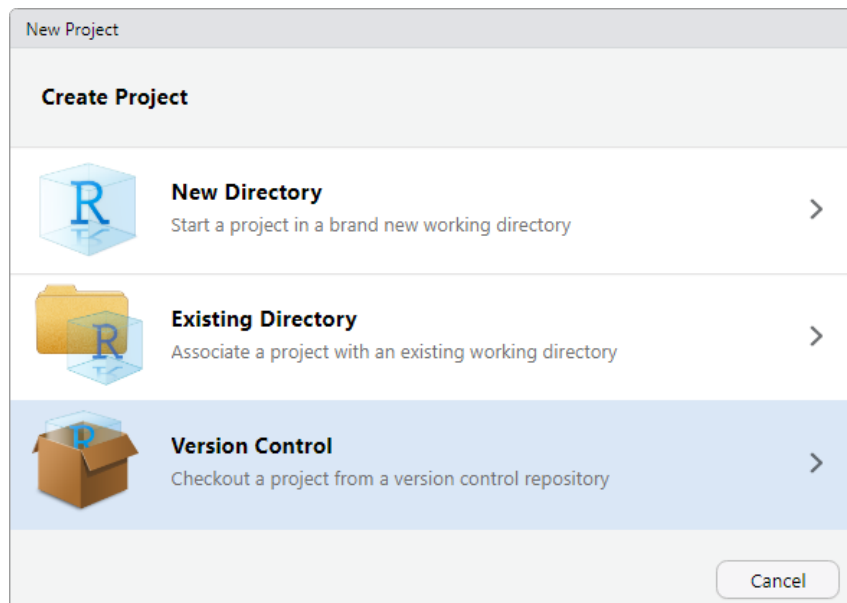 New Project
Create Project
R
New Directory
Start a project in a brand new working directory
R
Existing Directory
Associate a project with an existing working directory
R
Version Control
Checkout a project from a version control repository
Cancel